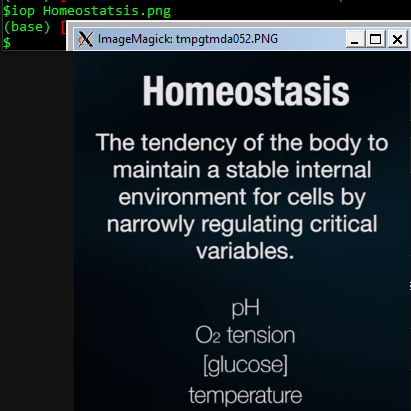 $iop Homeostatsis.png
(base) [
$
ImageMagick: tmpgtmda052.PNG
Homeostasis
The tendency of the body to
maintain a stable internal
environment for cells by
narrowly regulating critical
variables.
pH
O₂ tension
[glucose]
temperature